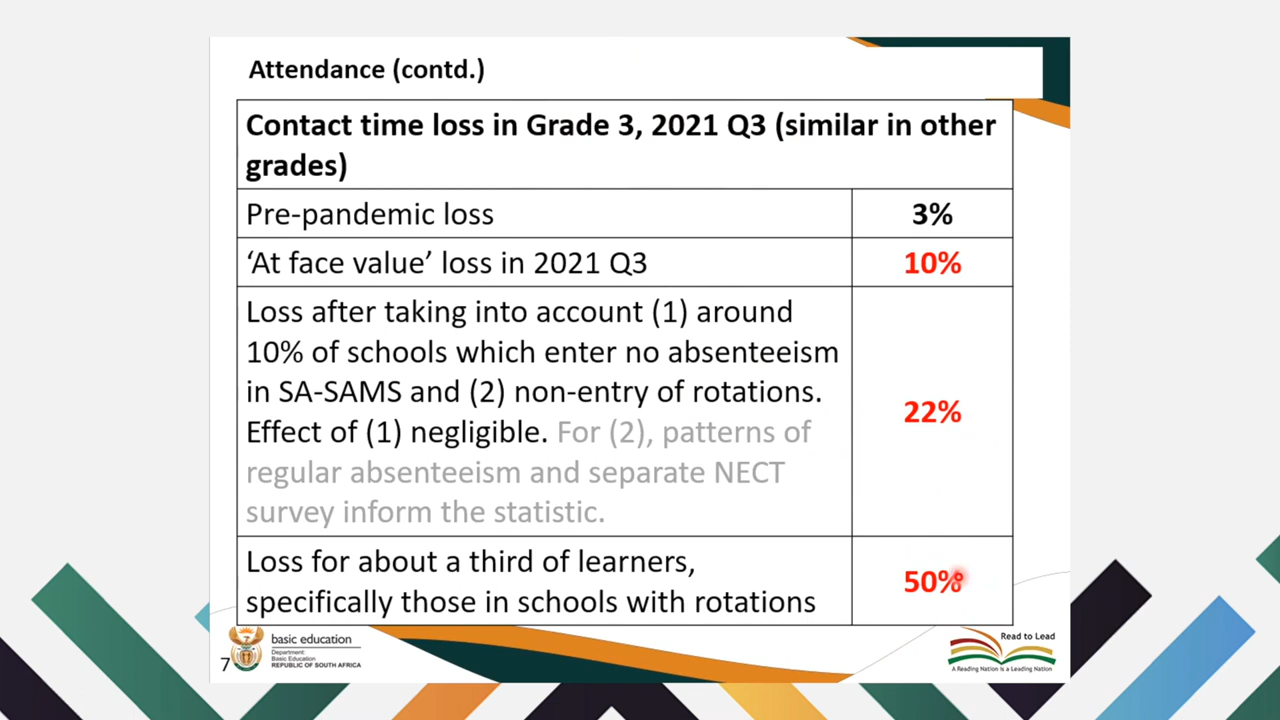 Attendance (contd.)
Contact time loss in Grade 3, 2021 Q3 (similar in other
grades)
Pre-pandemic loss
3%
‘At face value’ loss in 2021 Q3
10%
Loss after taking into account (1) around
10% of schools which enter no absenteeism
in SA-SAMS and (2) non-entry of rotations.
Effect of (1) negligible. For (2), patterns of
regular absenteeism and separate NECT
survey inform the statistic.
22%
Loss for about a third of learners,
specifically those in schools with rotations
50%
7
basic education
Department:
Basic Education
REPUBLIC OF SOUTH AFRICA
Read to Lead
A Reading Nation is a Leading Nation